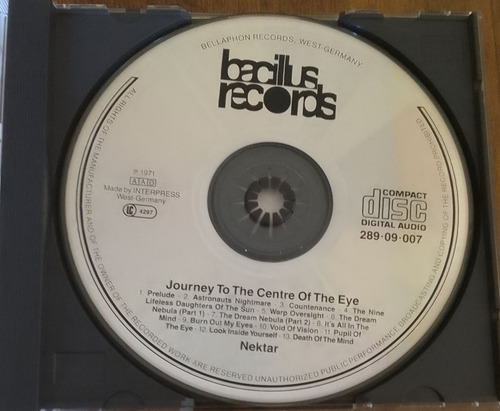 BELLAPHON RECORDS, WEST-GERMANY
bacillus
records
ALL RIGHTS OF THE MANUFACTURER AND OF THE OWNER OF THE RECORDED WORK ARE RESERVED UNAUTHORIZED PUBLIC PERFORMANCE BROADCASTING AND COPYING OF THE RECORD PROHIBITED
℗ 1971
AAD
Made by INTERPRESS
West-Germany
LC 4297
COMPACT
disc
DIGITAL AUDIO
289·09·007
Journey To The Centre Of The Eye
1. Prelude · 2. Astronauts Nightmare · 3. Countenance · 4. The Nine
Lifeless Daughters Of The Sun · 5. Warp Oversight · 6. The Dream
Nebula (Part 1) · 7. The Dream Nebula (Part 2) · 8. It's All In The
Mind · 9. Burn Out My Eyes · 10. Void Of Vision · 11. Pupil Of
The Eye · 12. Look Inside Yourself · 13. Death Of The Mind
Nektar